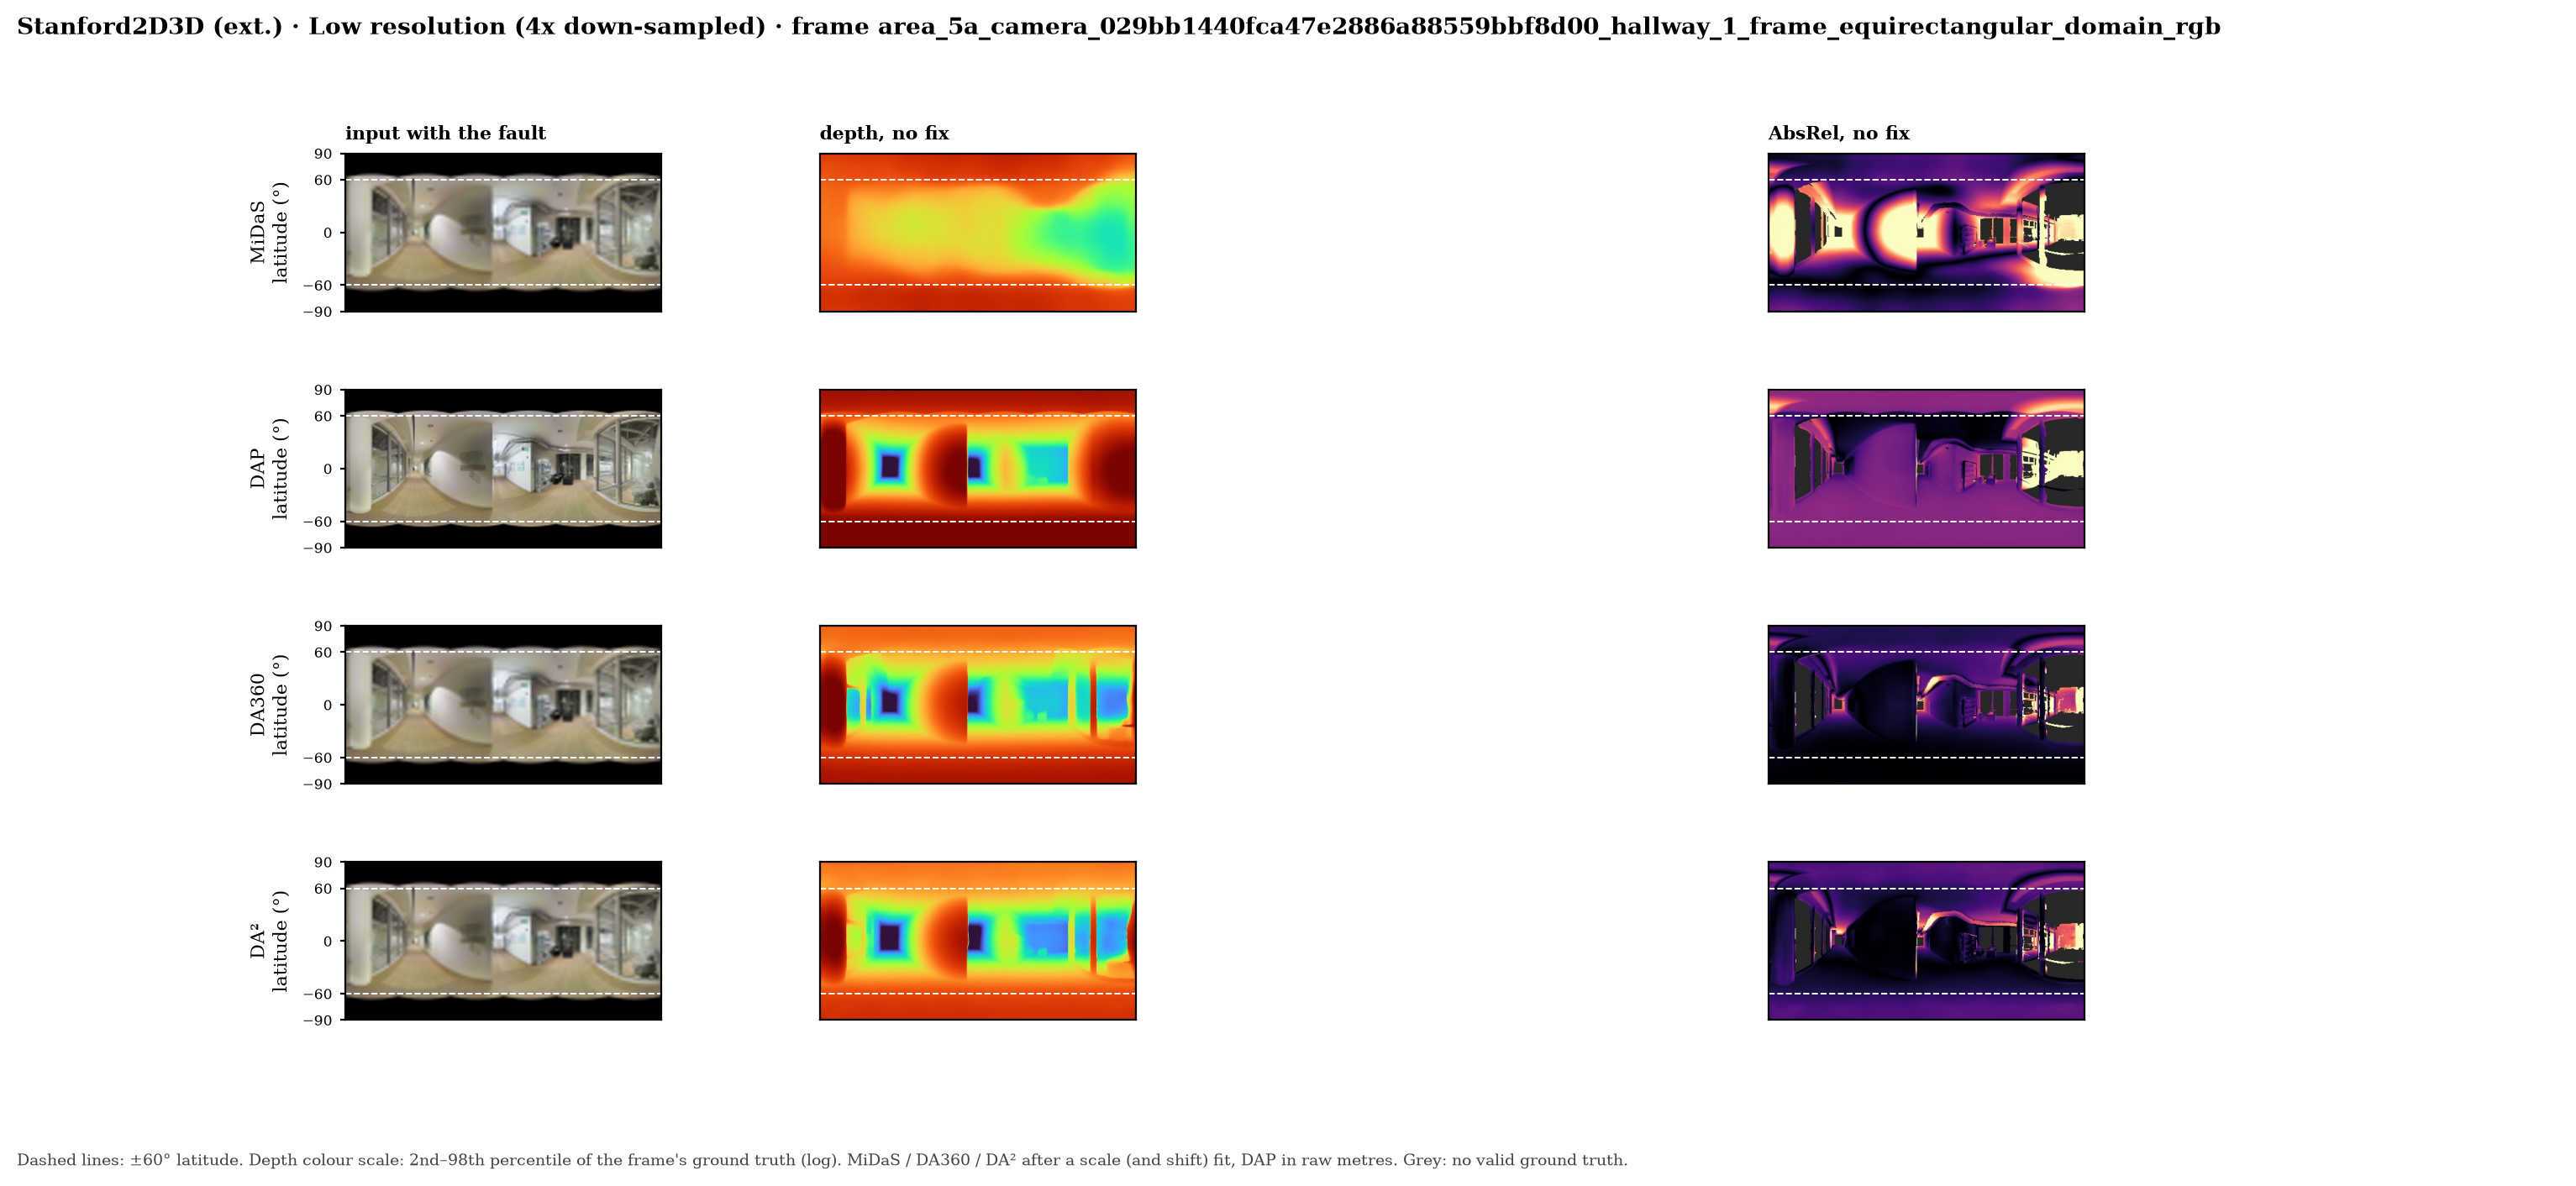 Stanford2D3D (ext.) · Low resolution (4x down-sampled) · frame area_5a_camera_029bb1440fca47e2886a88559bbf8d00_hallway_1_frame_equirectangular_domain_rgb
input with the fault
depth, no fix
AbsRel, no fix
MiDaS
latitude (°)
90
60
0
−60
−90
DAP
latitude (°)
90
60
0
−60
−90
DA360
latitude (°)
90
60
0
−60
−90
DA²
latitude (°)
90
60
0
−60
−90
Dashed lines: ±60° latitude. Depth colour scale: 2nd–98th percentile of the frame's ground truth (log). MiDaS / DA360 / DA² after a scale (and shift) fit, DAP in raw metres. Grey: no valid ground truth.